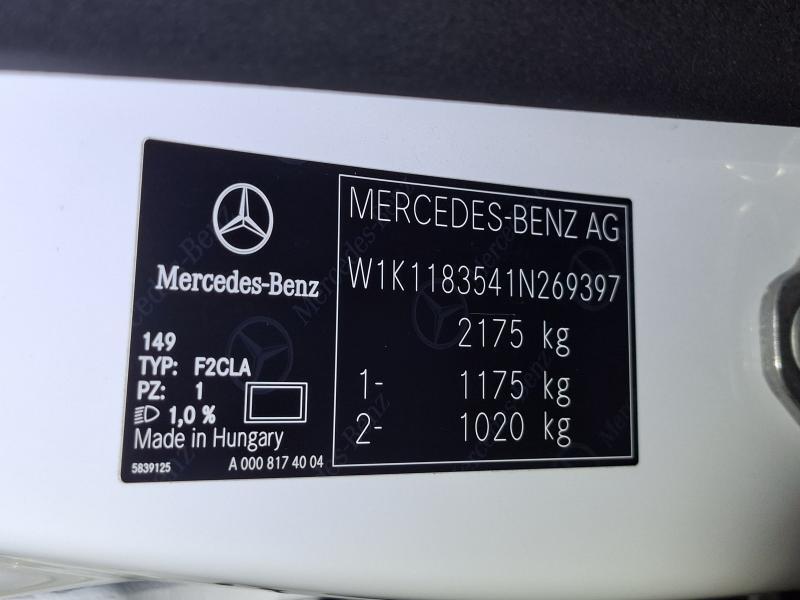 Mercedes-Benz
149
TYP: F2CLA
PZ: 1
1,0 %
Made in Hungary
5839125 A 000 817 40 04
MERCEDES-BENZ AG
W1K1183541N269397
2175 kg
1- 1175 kg
2- 1020 kg